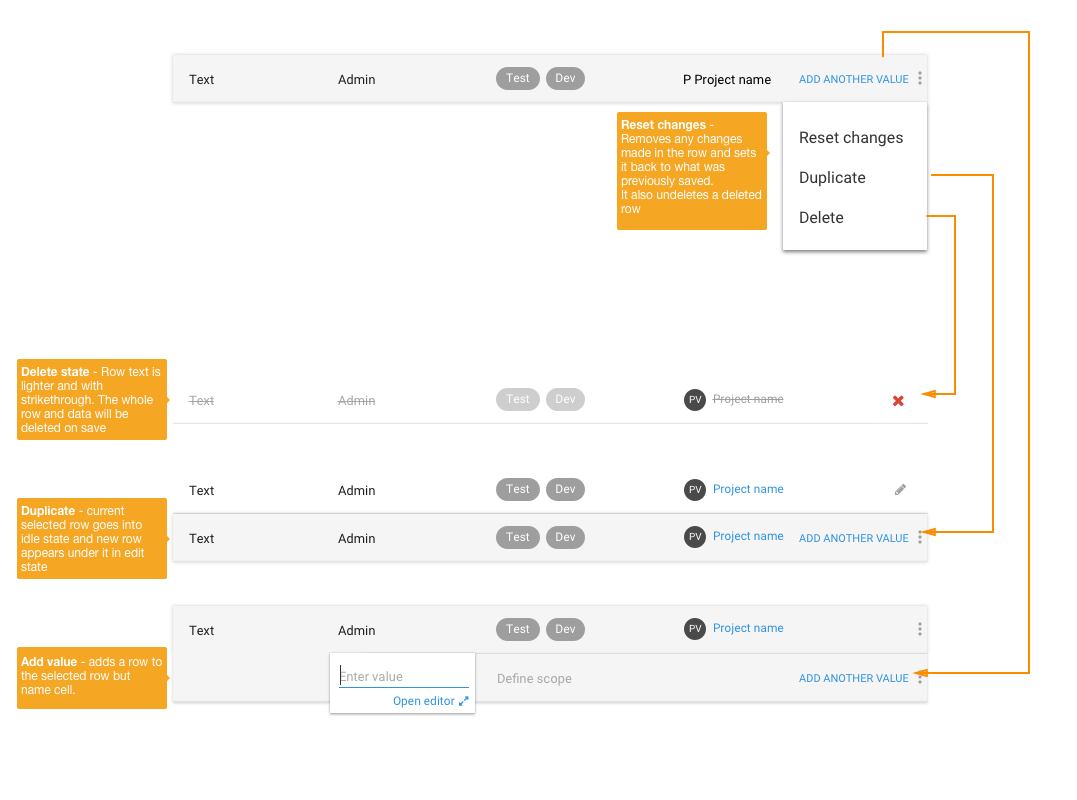 Text Admin Test Dev P Project name ADD ANOTHER VALUE
Reset changes -
Removes any changes
made in the row and sets
it back to what was
previously saved.
It also undeletes a deleted
row
Reset changes
Duplicate
Delete
Delete state - Row text is
lighter and with
strikethrough. The whole
row and data will be
deleted on save
Text Admin Test Dev PV Project name
Duplicate - current
selected row goes into
idle state and new row
appears under it in edit
state
Text Admin Test Dev PV Project name
Text Admin Test Dev PV Project name ADD ANOTHER VALUE
Text Admin Test Dev PV Project name
Add value - adds a row to
the selected row but
name cell.
Enter value Define scope ADD ANOTHER VALUE
Open editor